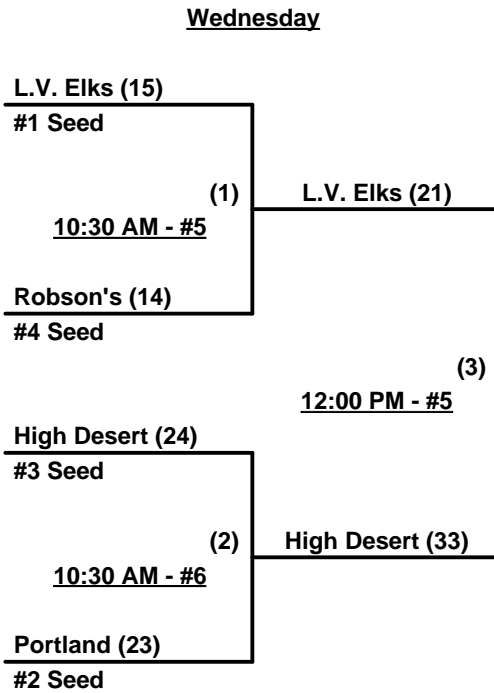 Wednesday
L.V. Elks (15)
#1 Seed
(1)
L.V. Elks (21)
10:30 AM - #5
Robson's (14)
#4 Seed
(3)
12:00 PM - #5
High Desert (24)
#3 Seed
(2)
High Desert (33)
10:30 AM - #6
Portland (23)
#2 Seed